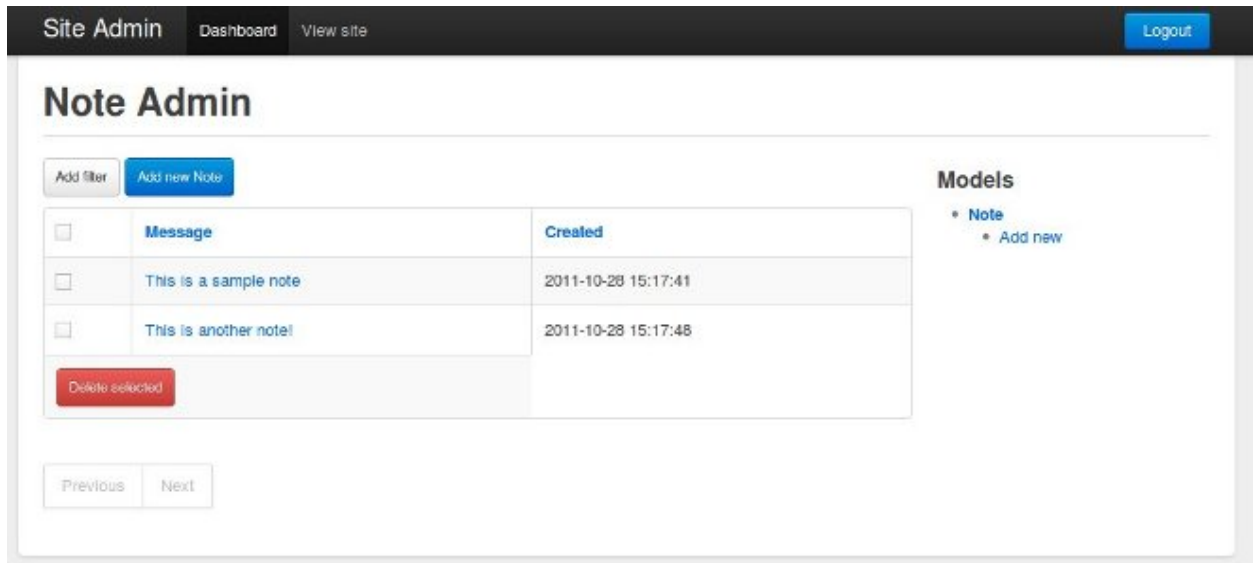 Site Admin Dashboard View site Logout
Note Admin
Add filter Add new Note
Message Created
This is a sample note 2011-10-28 15:17:41
This is another note! 2011-10-28 15:17:48
Delete selected
Previous Next
Models
Note
Add new